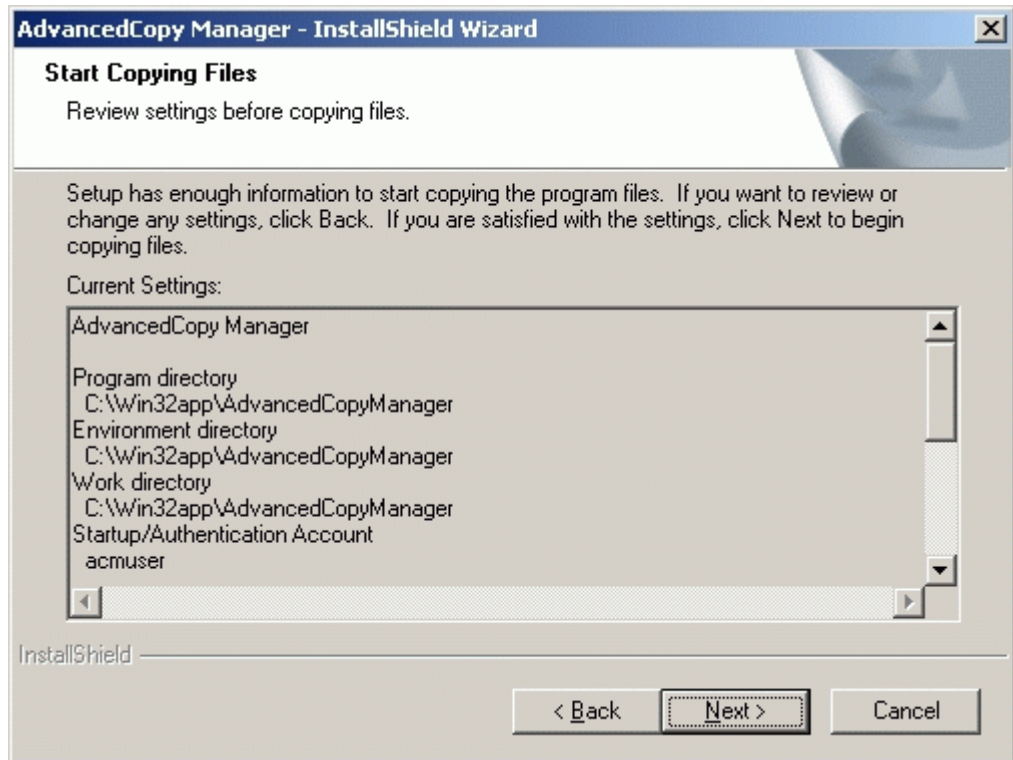 AdvancedCopy Manager - InstallShield Wizard
Start Copying Files
Review settings before copying files.
Setup has enough information to start copying the program files.  If you want to review or
change any settings, click Back.  If you are satisfied with the settings, click Next to begin
copying files.
Current Settings:
AdvancedCopy Manager
Program directory
C:\Win32app\AdvancedCopyManager
Environment directory
C:\Win32app\AdvancedCopyManager
Work directory
C:\Win32app\AdvancedCopyManager
Startup/Authentication Account
acmuser
InstallShield
< Back
Next >
Cancel